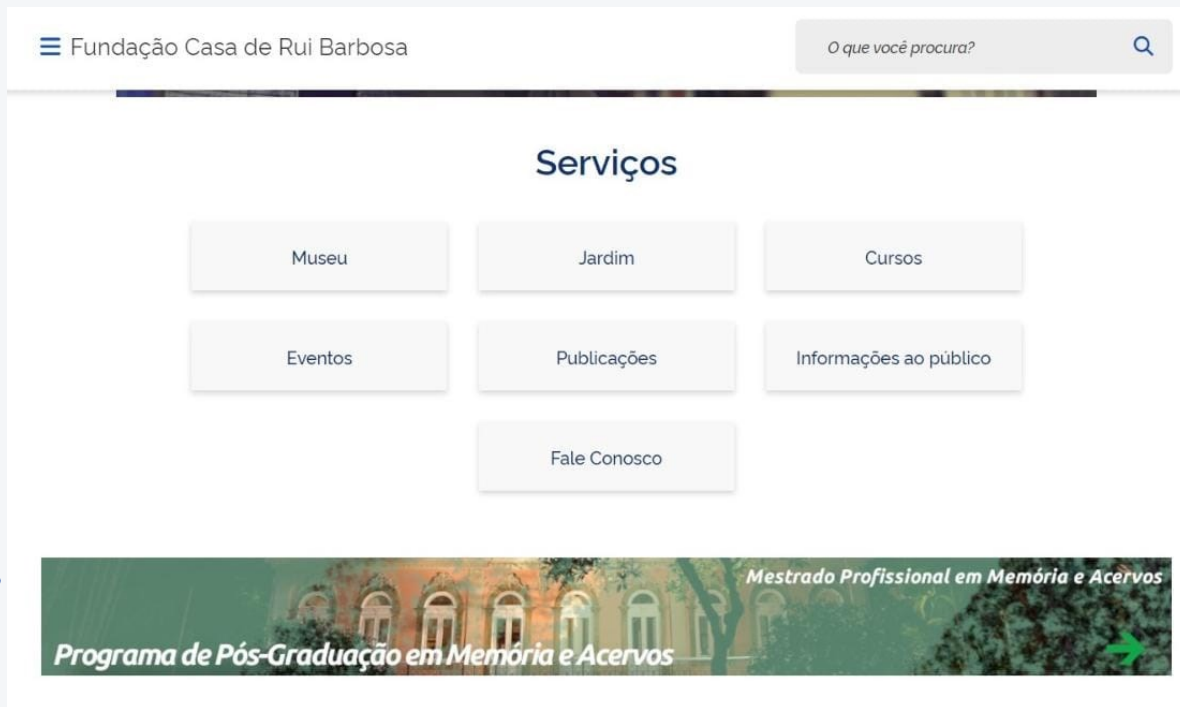 Fundação Casa de Rui Barbosa
O que você procura?
Serviços
Museu
Jardim
Cursos
Eventos
Publicações
Informações ao público
Fale Conosco
Mestrado Profissional em Memória e Acervos
Programa de Pós-Graduação em Memória e Acervos